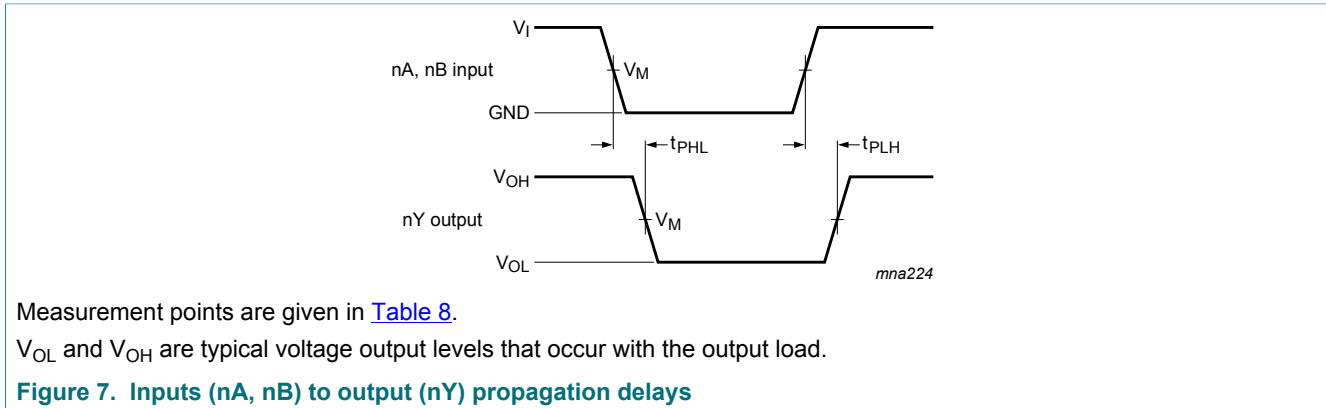 VI
nA, nB input
VM
GND
tPHL
tPLH
VOH
nY output
VM
VOL
mna224
Measurement points are given in Table 8.
VOL and VOH are typical voltage output levels that occur with the output load.
Figure 7. Inputs (nA, nB) to output (nY) propagation delays